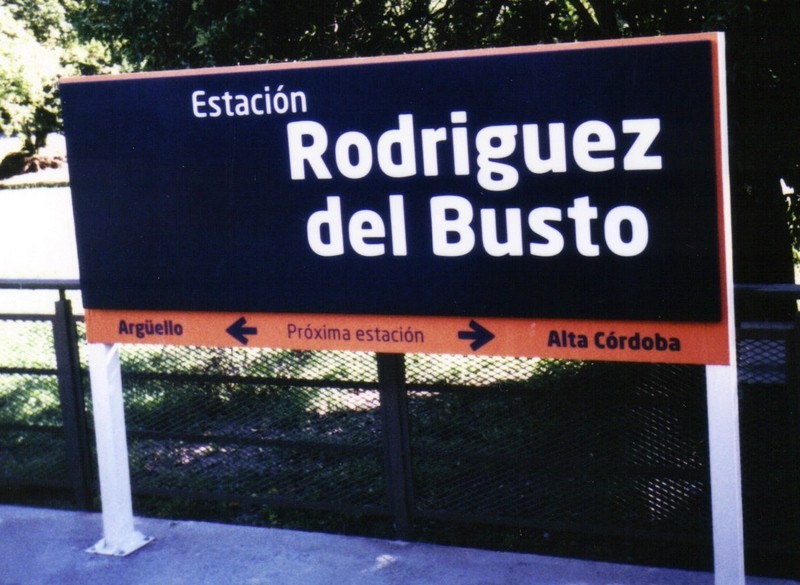 Estación
Rodriguez
del Busto
Argüello ← Próxima estación → Alta Córdoba